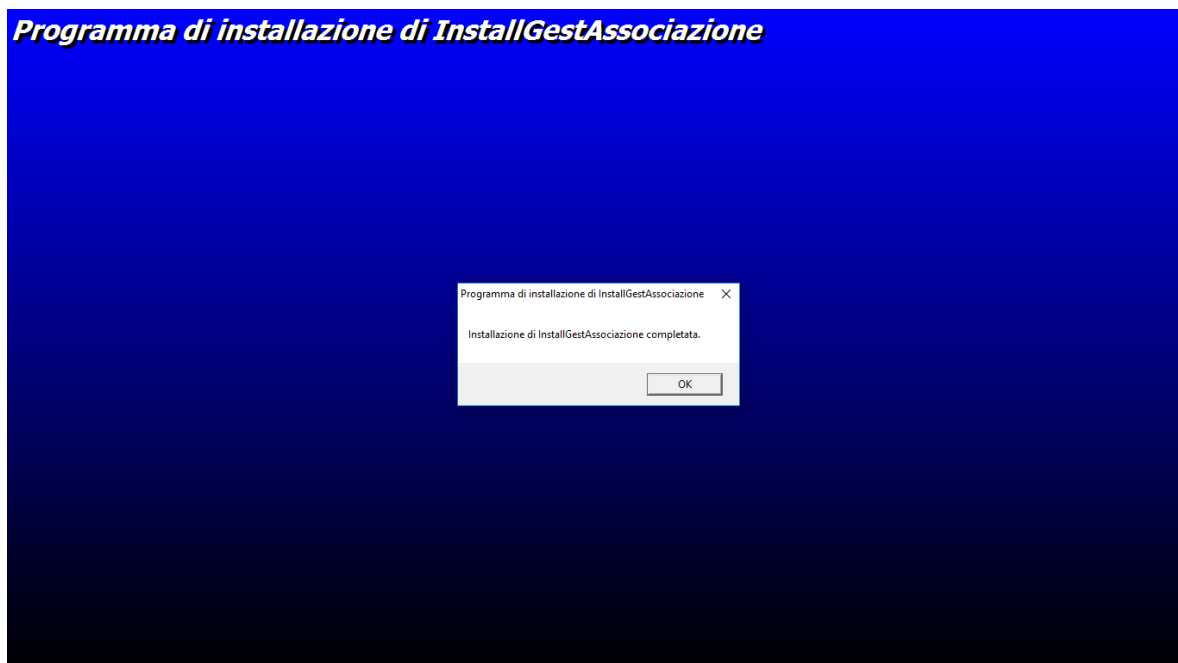 Programma di installazione di InstallGestAssociazione
Programma di installazione di InstallGestAssociazione
Installazione di InstallGestAssociazione completata.
OK